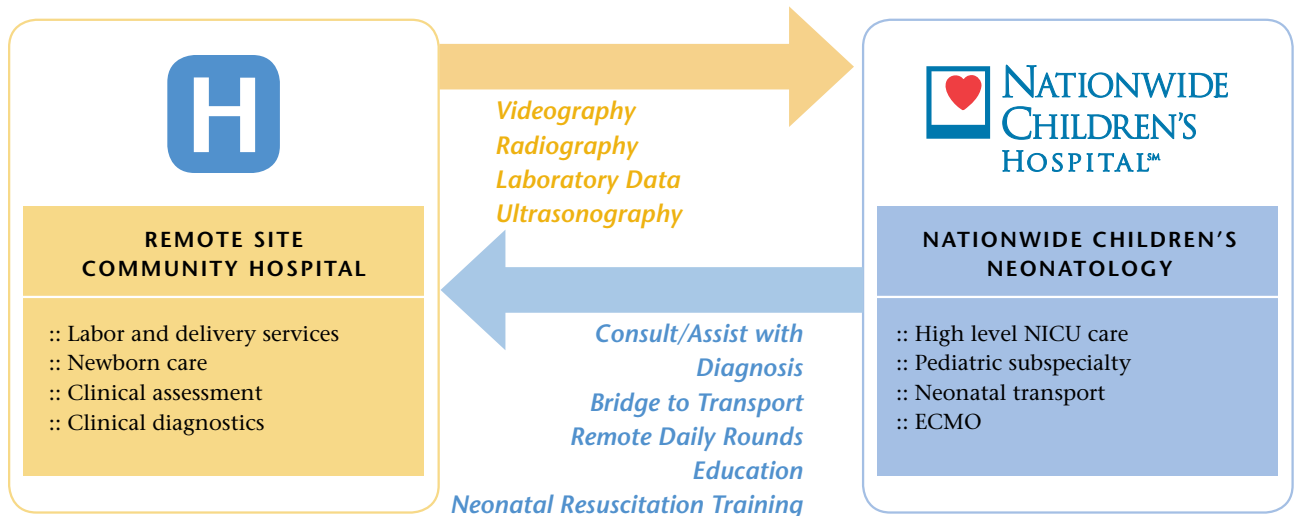 H
REMOTE SITE
COMMUNITY HOSPITAL
:: Labor and delivery services
:: Newborn care
:: Clinical assessment
:: Clinical diagnostics
Videography
Radiography
Laboratory Data
Ultrasonography
Consult/Assist with
Diagnosis
Bridge to Transport
Remote Daily Rounds
Education
Neonatal Resuscitation Training
NATIONWIDE
CHILDREN'S
HOSPITAL℠
NATIONWIDE CHILDREN'S
NEONATOLOGY
:: High level NICU care
:: Pediatric subspecialty
:: Neonatal transport
:: ECMO